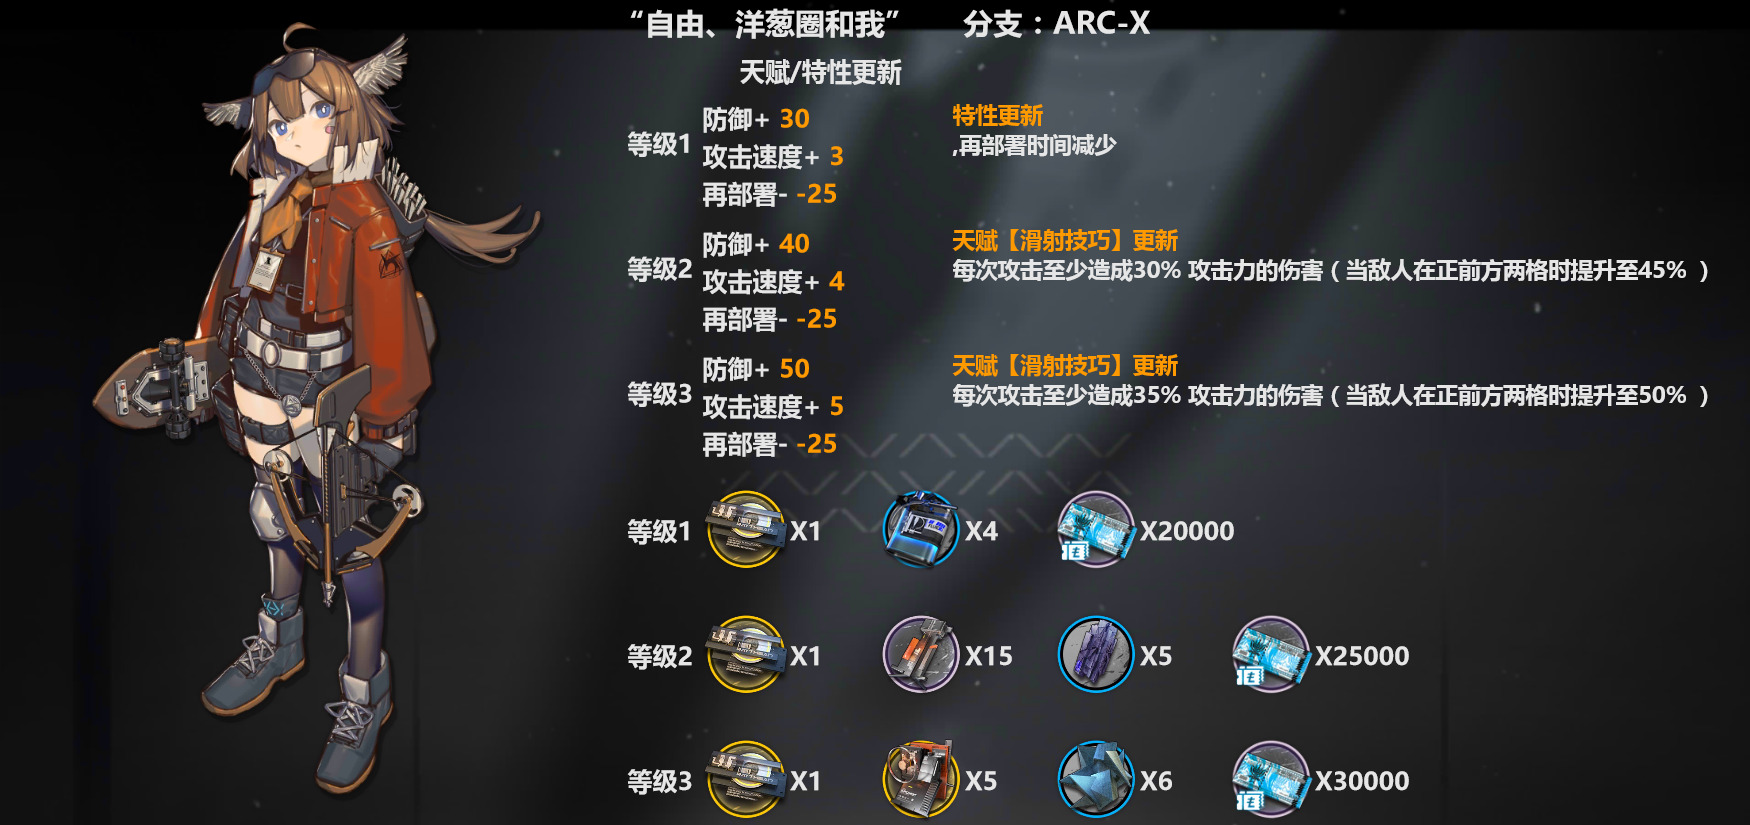 “自由、洋葱圈和我” 分支：ARC-X
天赋/特性更新
等级1
防御+ 30
攻击速度+ 3
再部署- -25
特性更新
,再部署时间减少
等级2
防御+ 40
攻击速度+ 4
再部署- -25
天赋【滑射技巧】更新
每次攻击至少造成30% 攻击力的伤害（当敌人在正前方两格时提升至45% ）
等级3
防御+ 50
攻击速度+ 5
再部署- -25
天赋【滑射技巧】更新
每次攻击至少造成35% 攻击力的伤害（当敌人在正前方两格时提升至50% ）
等级1 X1 X4 X20000
等级2 X1 X15 X5 X25000
等级3 X1 X5 X6 X30000